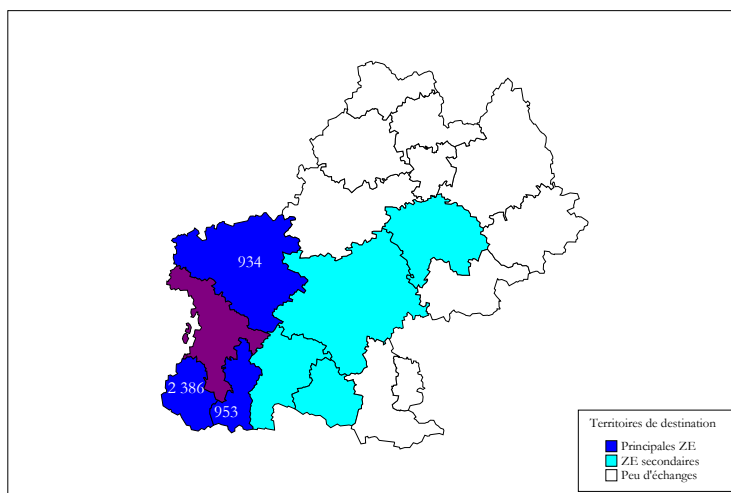 934
2 386
953
Territoires de destination
Principales ZE
ZE secondaires
Peu d'échanges